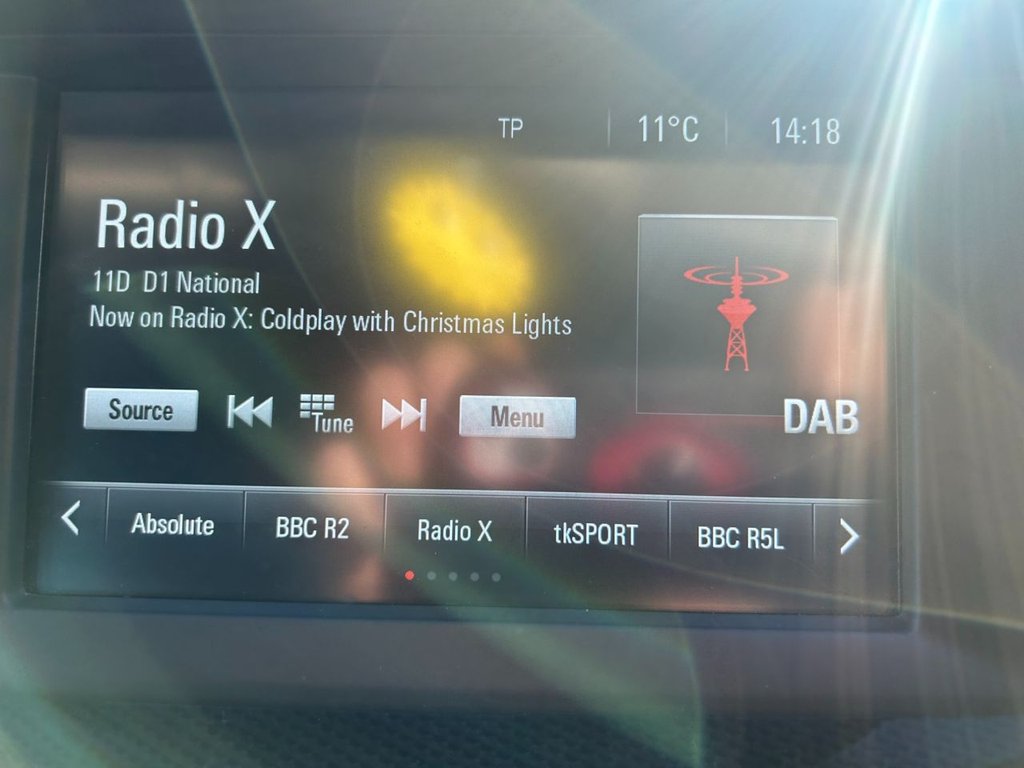 TP 11°C 14:18
Radio X
11D D1 National
Now on Radio X: Coldplay with Christmas Lights
Source Tune Menu
DAB
Absolute BBC R2 Radio X tkSPORT BBC R5L